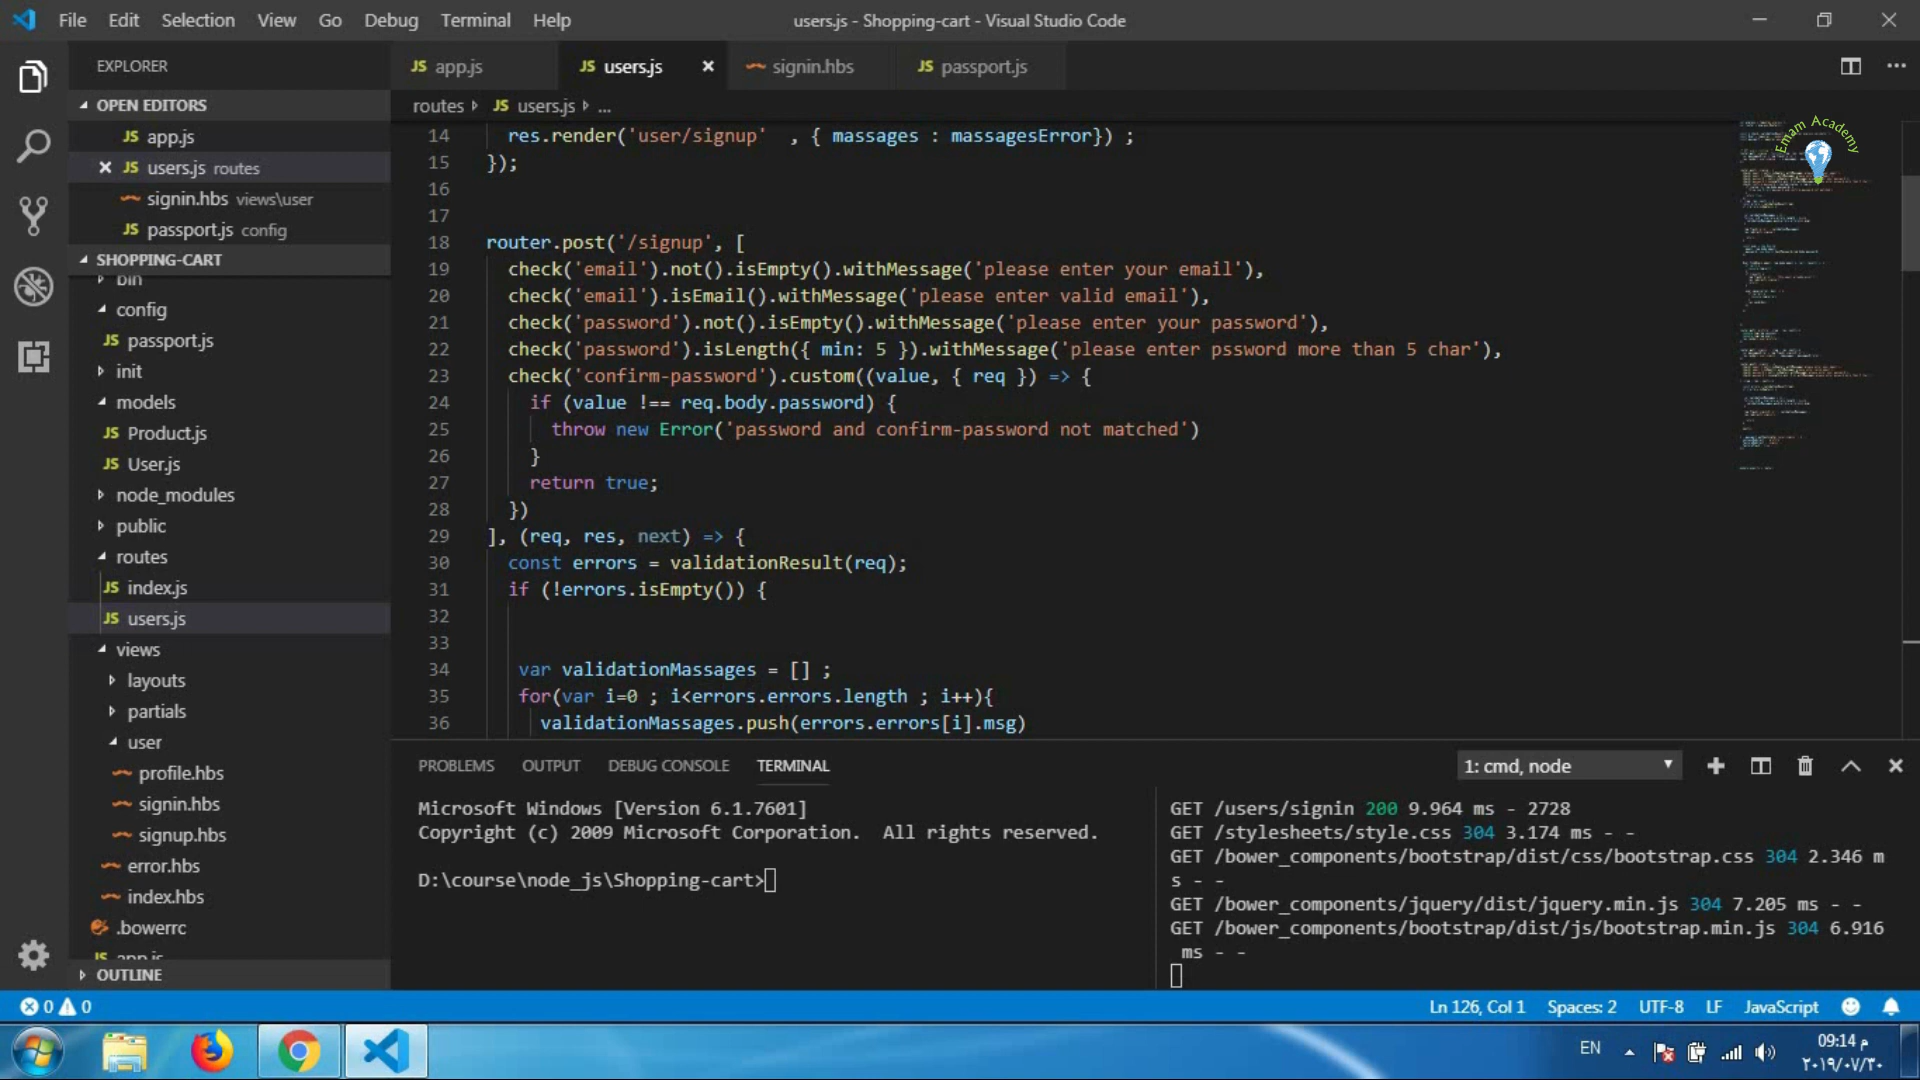 File Edit Selection View Go Debug Terminal Help
users.js - Shopping-cart - Visual Studio Code
EXPLORER
OPEN EDITORS
JS app.js
JS users.js routes
signin.hbs views\user
JS passport.js config
SHOPPING-CART
bin
config
JS passport.js
init
models
JS Product.js
JS User.js
node_modules
public
routes
JS index.js
JS users.js
views
layouts
partials
user
profile.hbs
signin.hbs
signup.hbs
error.hbs
index.hbs
.bowerrc
JS app.js
OUTLINE
JS app.js
JS users.js
signin.hbs
JS passport.js
routes JS users.js ...
Emam Academy
14 res.render('user/signup' , { massages : massagesError}) ;
15 });
16
17
18 router.post('/signup', [
19 check('email').not().isEmpty().withMessage('please enter your email'),
20 check('email').isEmail().withMessage('please enter valid email'),
21 check('password').not().isEmpty().withMessage('please enter your password'),
22 check('password').isLength({ min: 5 }).withMessage('please enter pssword more than 5 char'),
23 check('confirm-password').custom((value, { req }) => {
24 if (value !== req.body.password) {
25 throw new Error('password and confirm-password not matched')
26 }
27 return true;
28 })
29 ], (req, res, next) => {
30 const errors = validationResult(req);
31 if (!errors.isEmpty()) {
32
33
34 var validationMassages = [] ;
35 for(var i=0 ; i<errors.errors.length ; i++){
36 validationMassages.push(errors.errors[i].msg)
PROBLEMS OUTPUT DEBUG CONSOLE TERMINAL
1: cmd, node
Microsoft Windows [Version 6.1.7601]
Copyright (c) 2009 Microsoft Corporation. All rights reserved.
D:\course\node_js\Shopping-cart>
GET /users/signin 200 9.964 ms - 2728
GET /stylesheets/style.css 304 3.174 ms - -
GET /bower_components/bootstrap/dist/css/bootstrap.css 304 2.346 m
s - -
GET /bower_components/jquery/dist/jquery.min.js 304 7.205 ms - -
GET /bower_components/bootstrap/dist/js/bootstrap.min.js 304 6.916
ms - -
0 0
Ln 126, Col 1 Spaces: 2 UTF-8 LF JavaScript
EN
09:14 م
٢٠١٩/٠٧/٣٠